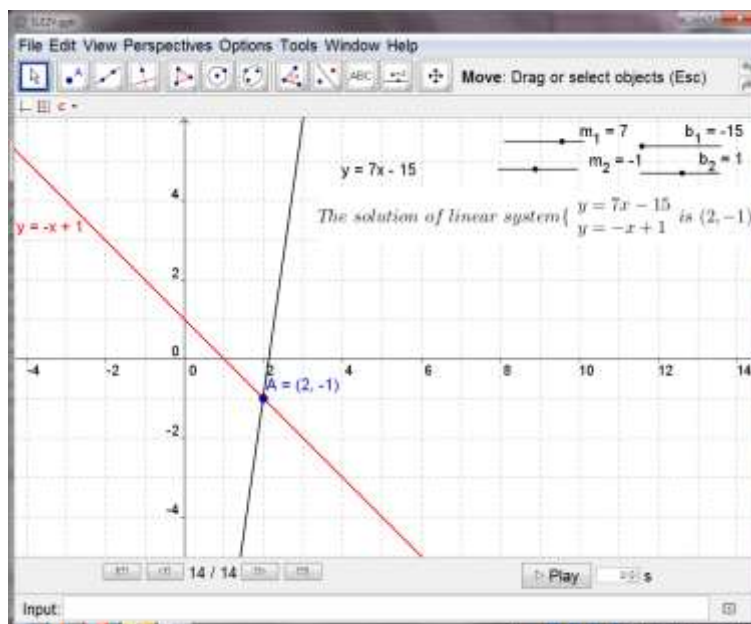 File Edit View Perspectives Options Tools Window Help
ABC
Move: Drag or select objects (Esc)
m₁ = 7
b₁ = -15
m₂ = -1
b₂ = 1
y = 7x - 15
The solution of linear system{ y = 7x − 15
y = −x + 1 is (2, −1)
y = -x + 1
4
2
0
-4 -2 0 2 4 6 8 10 12 14
A = (2, -1)
-2
-4
14 / 14
Play
s
Input: